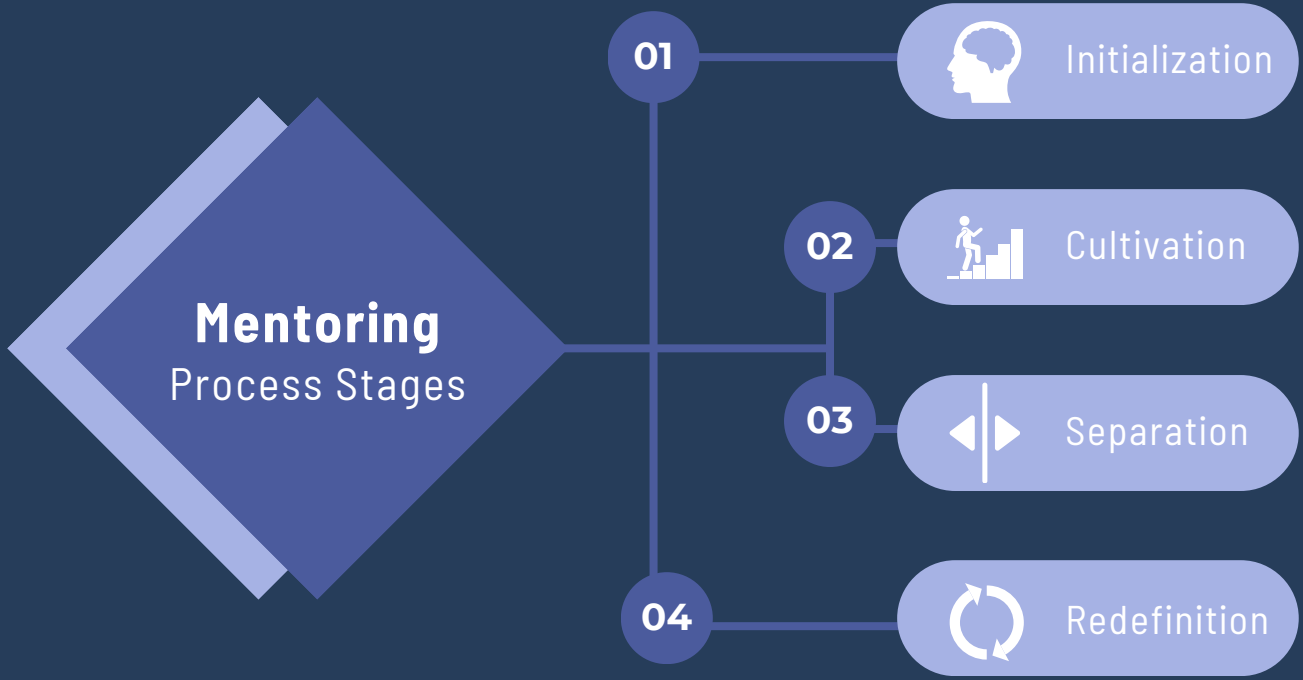 Mentoring
Process Stages
01
Initialization
02
Cultivation
03
Separation
04
Redefinition